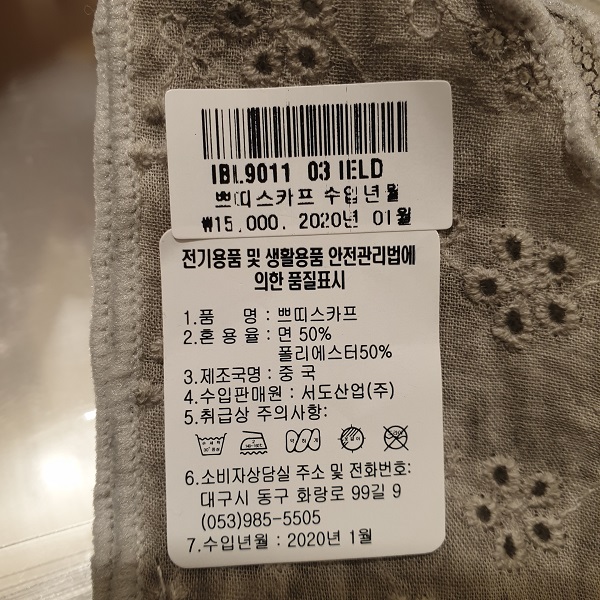 IBL9011 03 IELD
쁘띠스카프 수입년월
₩15,000. 2020년 01월
전기용품 및 생활용품 안전관리법에
의한 품질표시
1.품 명 : 쁘띠스카프
2.혼 용 율 : 면 50%
폴리에스터50%
3.제조국명 : 중 국
4.수입판매원 : 서도산업(주)
5.취급상 주의사항:
6.소비자상담실 주소 및 전화번호:
대구시 동구 화랑로 99길 9
(053)985-5505
7.수입년월 : 2020년 1월